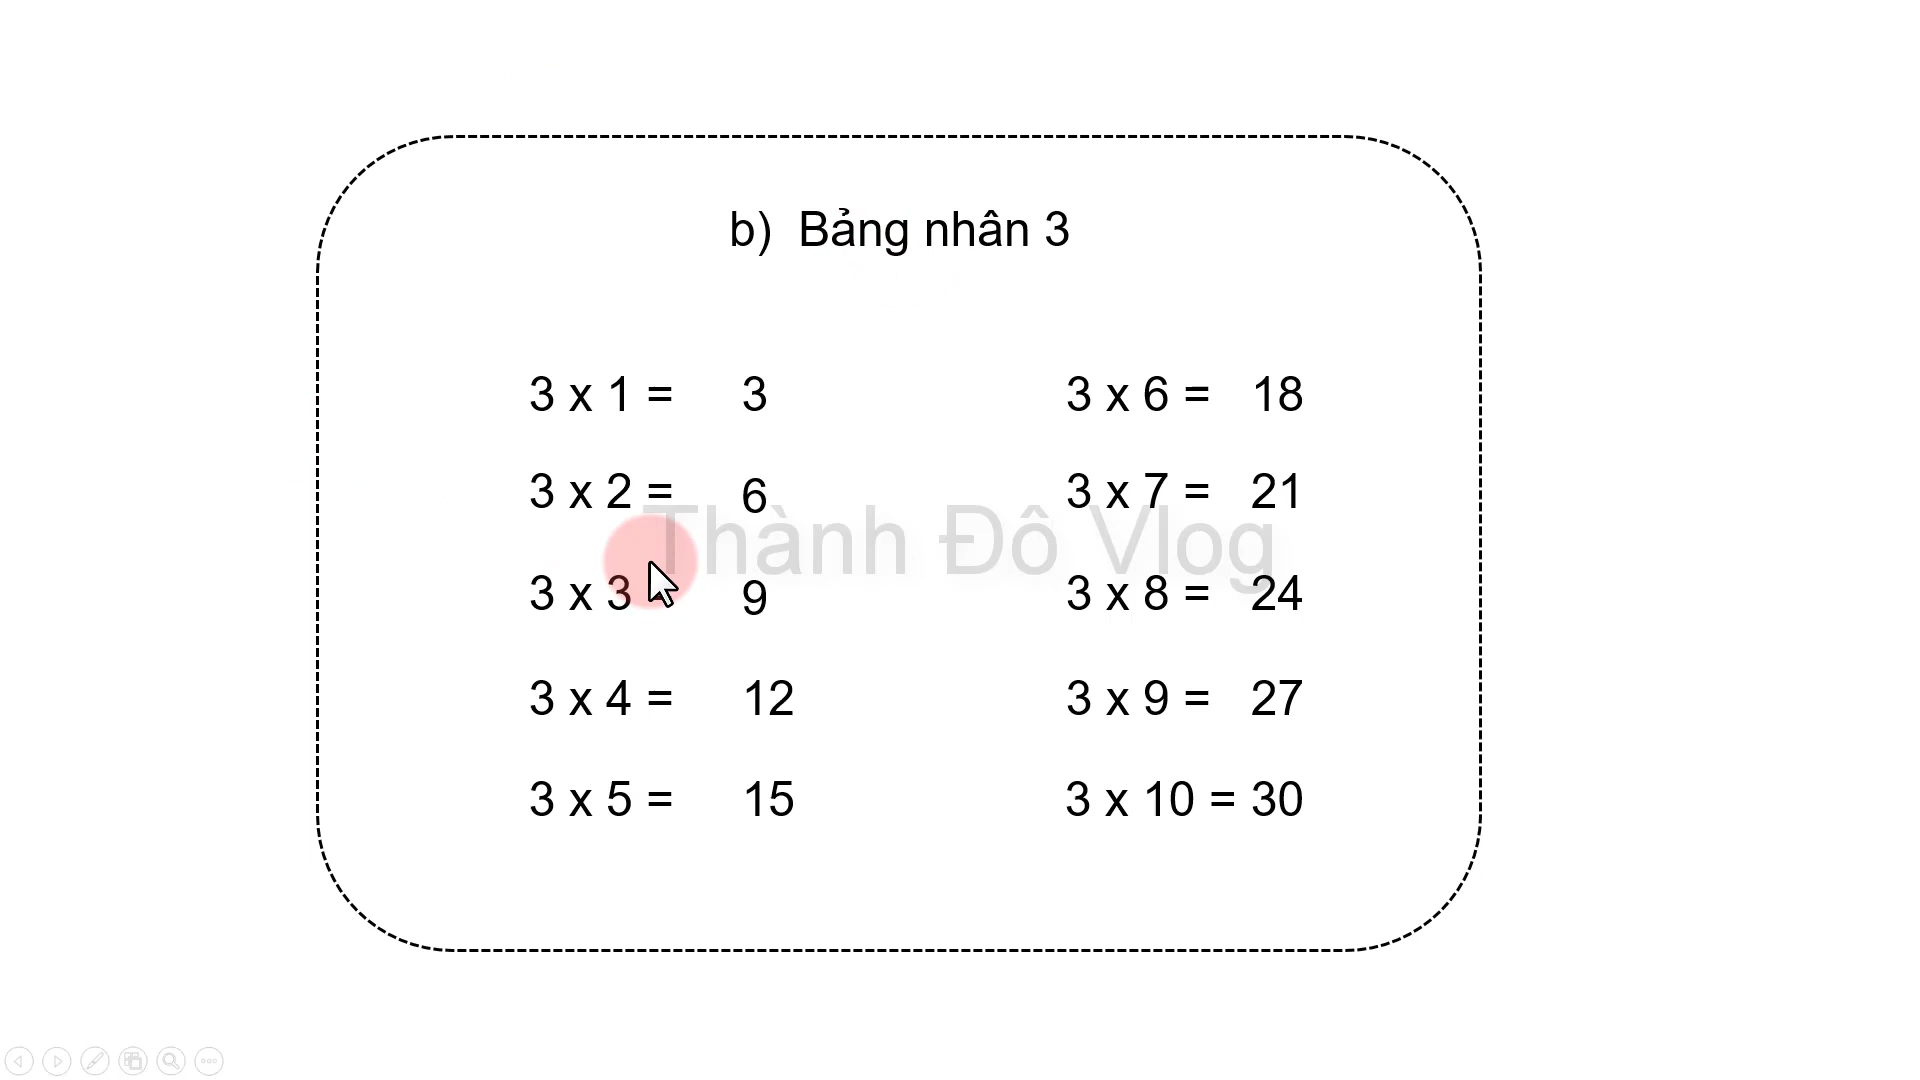 b) Bảng nhân 3
3 x 1 = 3
3 x 2 = 6
3 x 3 9
3 x 4 = 12
3 x 5 = 15
3 x 6 = 18
3 x 7 = 21
3 x 8 = 24
3 x 9 = 27
3 x 10 = 30
Thành Đô Vlog